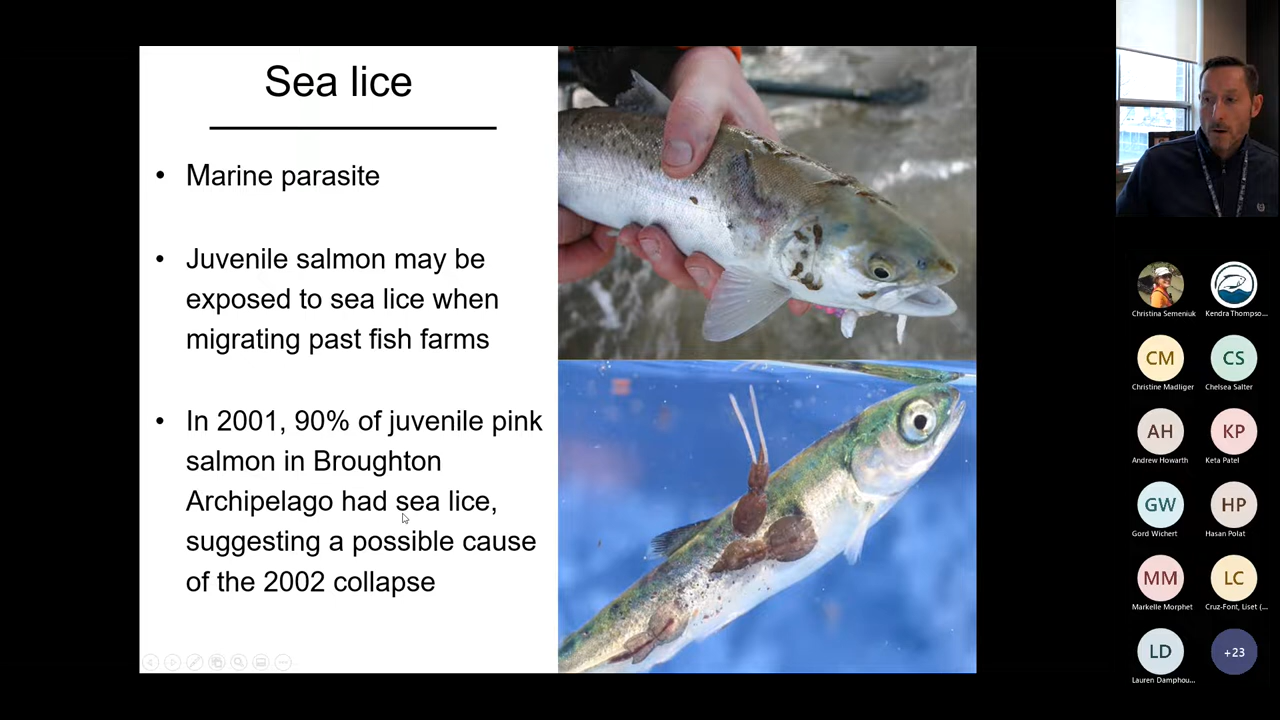 Sea lice
• Marine parasite
• Juvenile salmon may be
exposed to sea lice when
migrating past fish farms
• In 2001, 90% of juvenile pink
salmon in Broughton
Archipelago had sea lice,
suggesting a possible cause
of the 2002 collapse
Christina Semeniuk
Kendra Thompso...
CM
Christine Madliger
CS
Chelsea Salter
AH
Andrew Howarth
KP
Keta Patel
GW
Gord Wichert
HP
Hasan Polat
MM
Markelle Morphet
LC
Cruz-Font, Liset (...
LD
Lauren Damphou...
+23